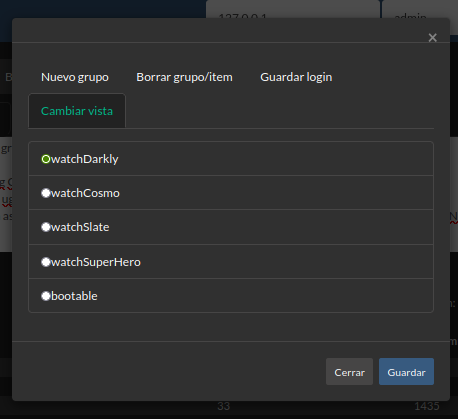 127.0.0.1 admin
×
Nuevo grupo Borrar grupo/item Guardar login
Cambiar vista
watchDarkly
watchCosmo
watchSlate
watchSuperHero
bootable
Cerrar Guardar
33 1435